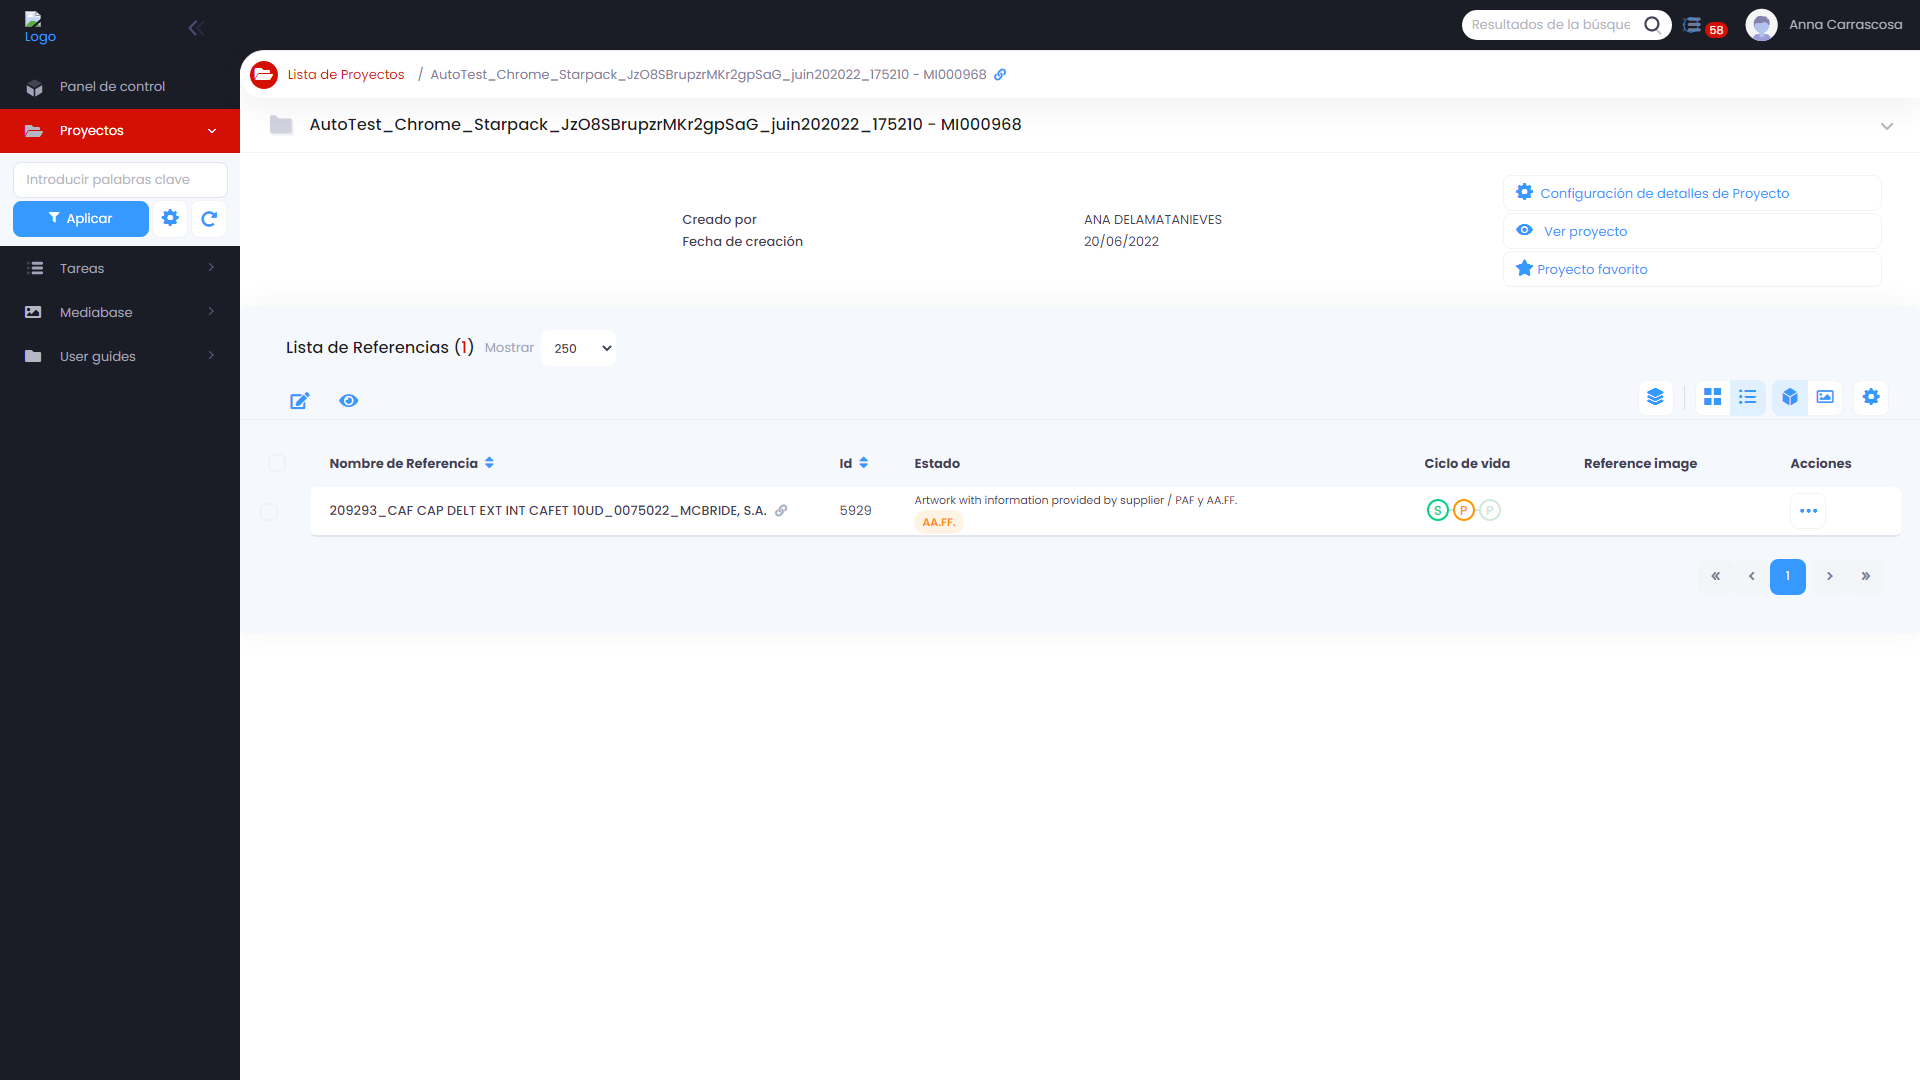 Logo
Resultados de la búsque
58
Anna Carrascosa
Panel de control
Proyectos
Introducir palabras clave
Aplicar
Tareas
Mediabase
User guides
Lista de Proyectos / AutoTest_Chrome_Starpack_JzO8SBrupzrMKr2gpSaG_juin202022_175210 - MI000968
AutoTest_Chrome_Starpack_JzO8SBrupzrMKr2gpSaG_juin202022_175210 - MI000968
Creado por ANA DELAMATANIEVES
Fecha de creación 20/06/2022
Configuración de detalles de Proyecto
Ver proyecto
Proyecto favorito
Lista de Referencias (1) Mostrar 250
Nombre de Referencia Id Estado Ciclo de vida Reference image Acciones
209293_CAF CAP DELT EXT INT CAFET 10UD_0075022_MCBRIDE, S.A. 5929 Artwork with information provided by supplier / PAF y AA.FF. S P P
AA.FF.
« ‹ 1 › »